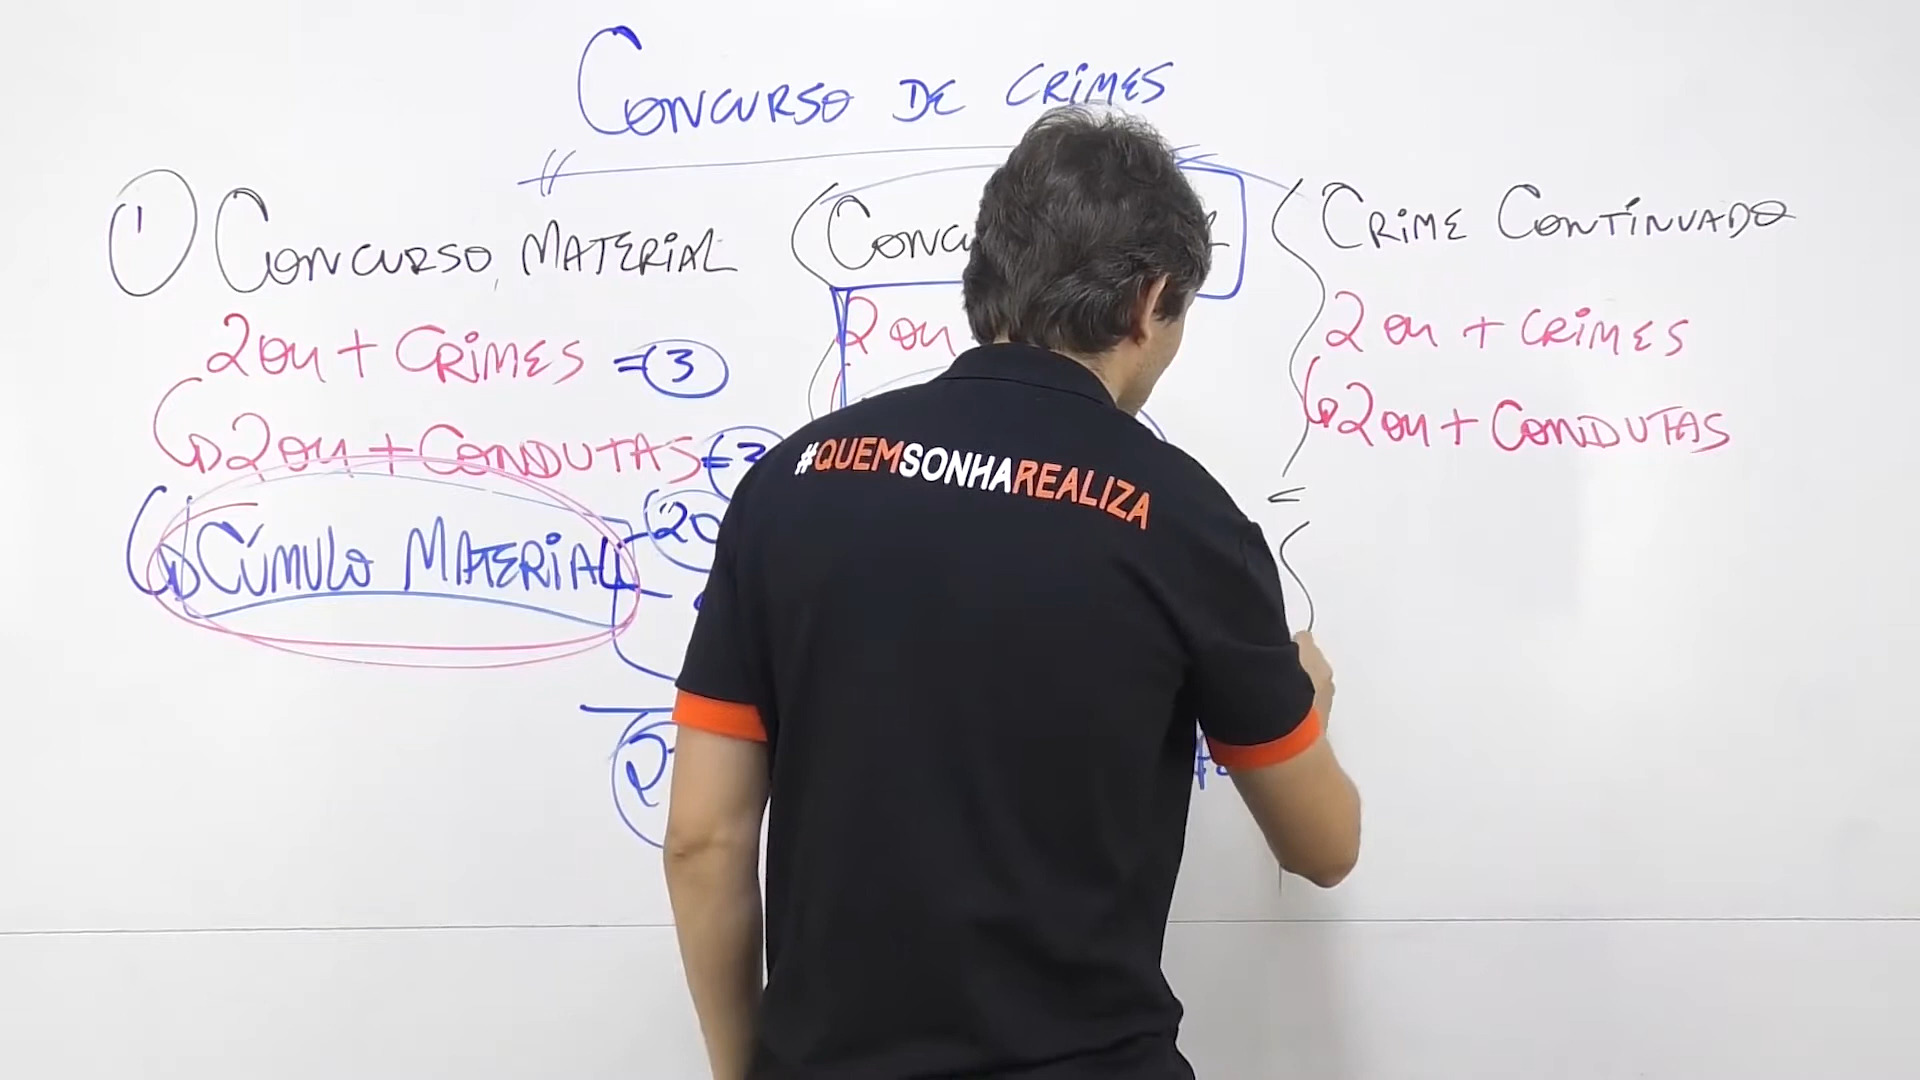 CONCURSO DE CRIMES
1 CONCURSO MATERIAL
2 ou + CRIMES = 3
2 ou + CONDUTAS = 3
CÚMULO MATERIAL
20
2 ou
CRIME CONTINUADO
2 ou + CRIMES
2 ou + CONDUTAS
#QUEMSONHAREALIZA